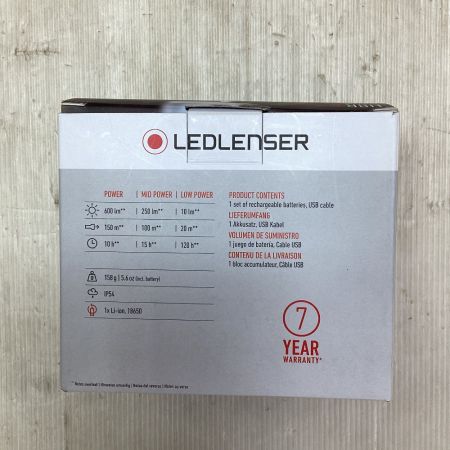 LEDLENSER
POWER | MID POWER | LOW POWER
600 lm** | 250 lm** | 10 lm**
150 m** | 100 m** | 20 m**
10 h** | 15 h** | 120 h**
158 g | 5.6 oz (incl. battery)
IP54
1x Li-ion, 18650
PRODUCT CONTENTS
1 set of rechargeable batteries, USB cable
LIEFERUMFANG
1 Akkusatz, USB Kabel
VOLUMEN DE SUMINISTRO
1 juego de batería, Cable USB
CONTENU DE LA LIVRAISON
1 bloc accumulateur, Câble USB
7
YEAR
WARRANTY*